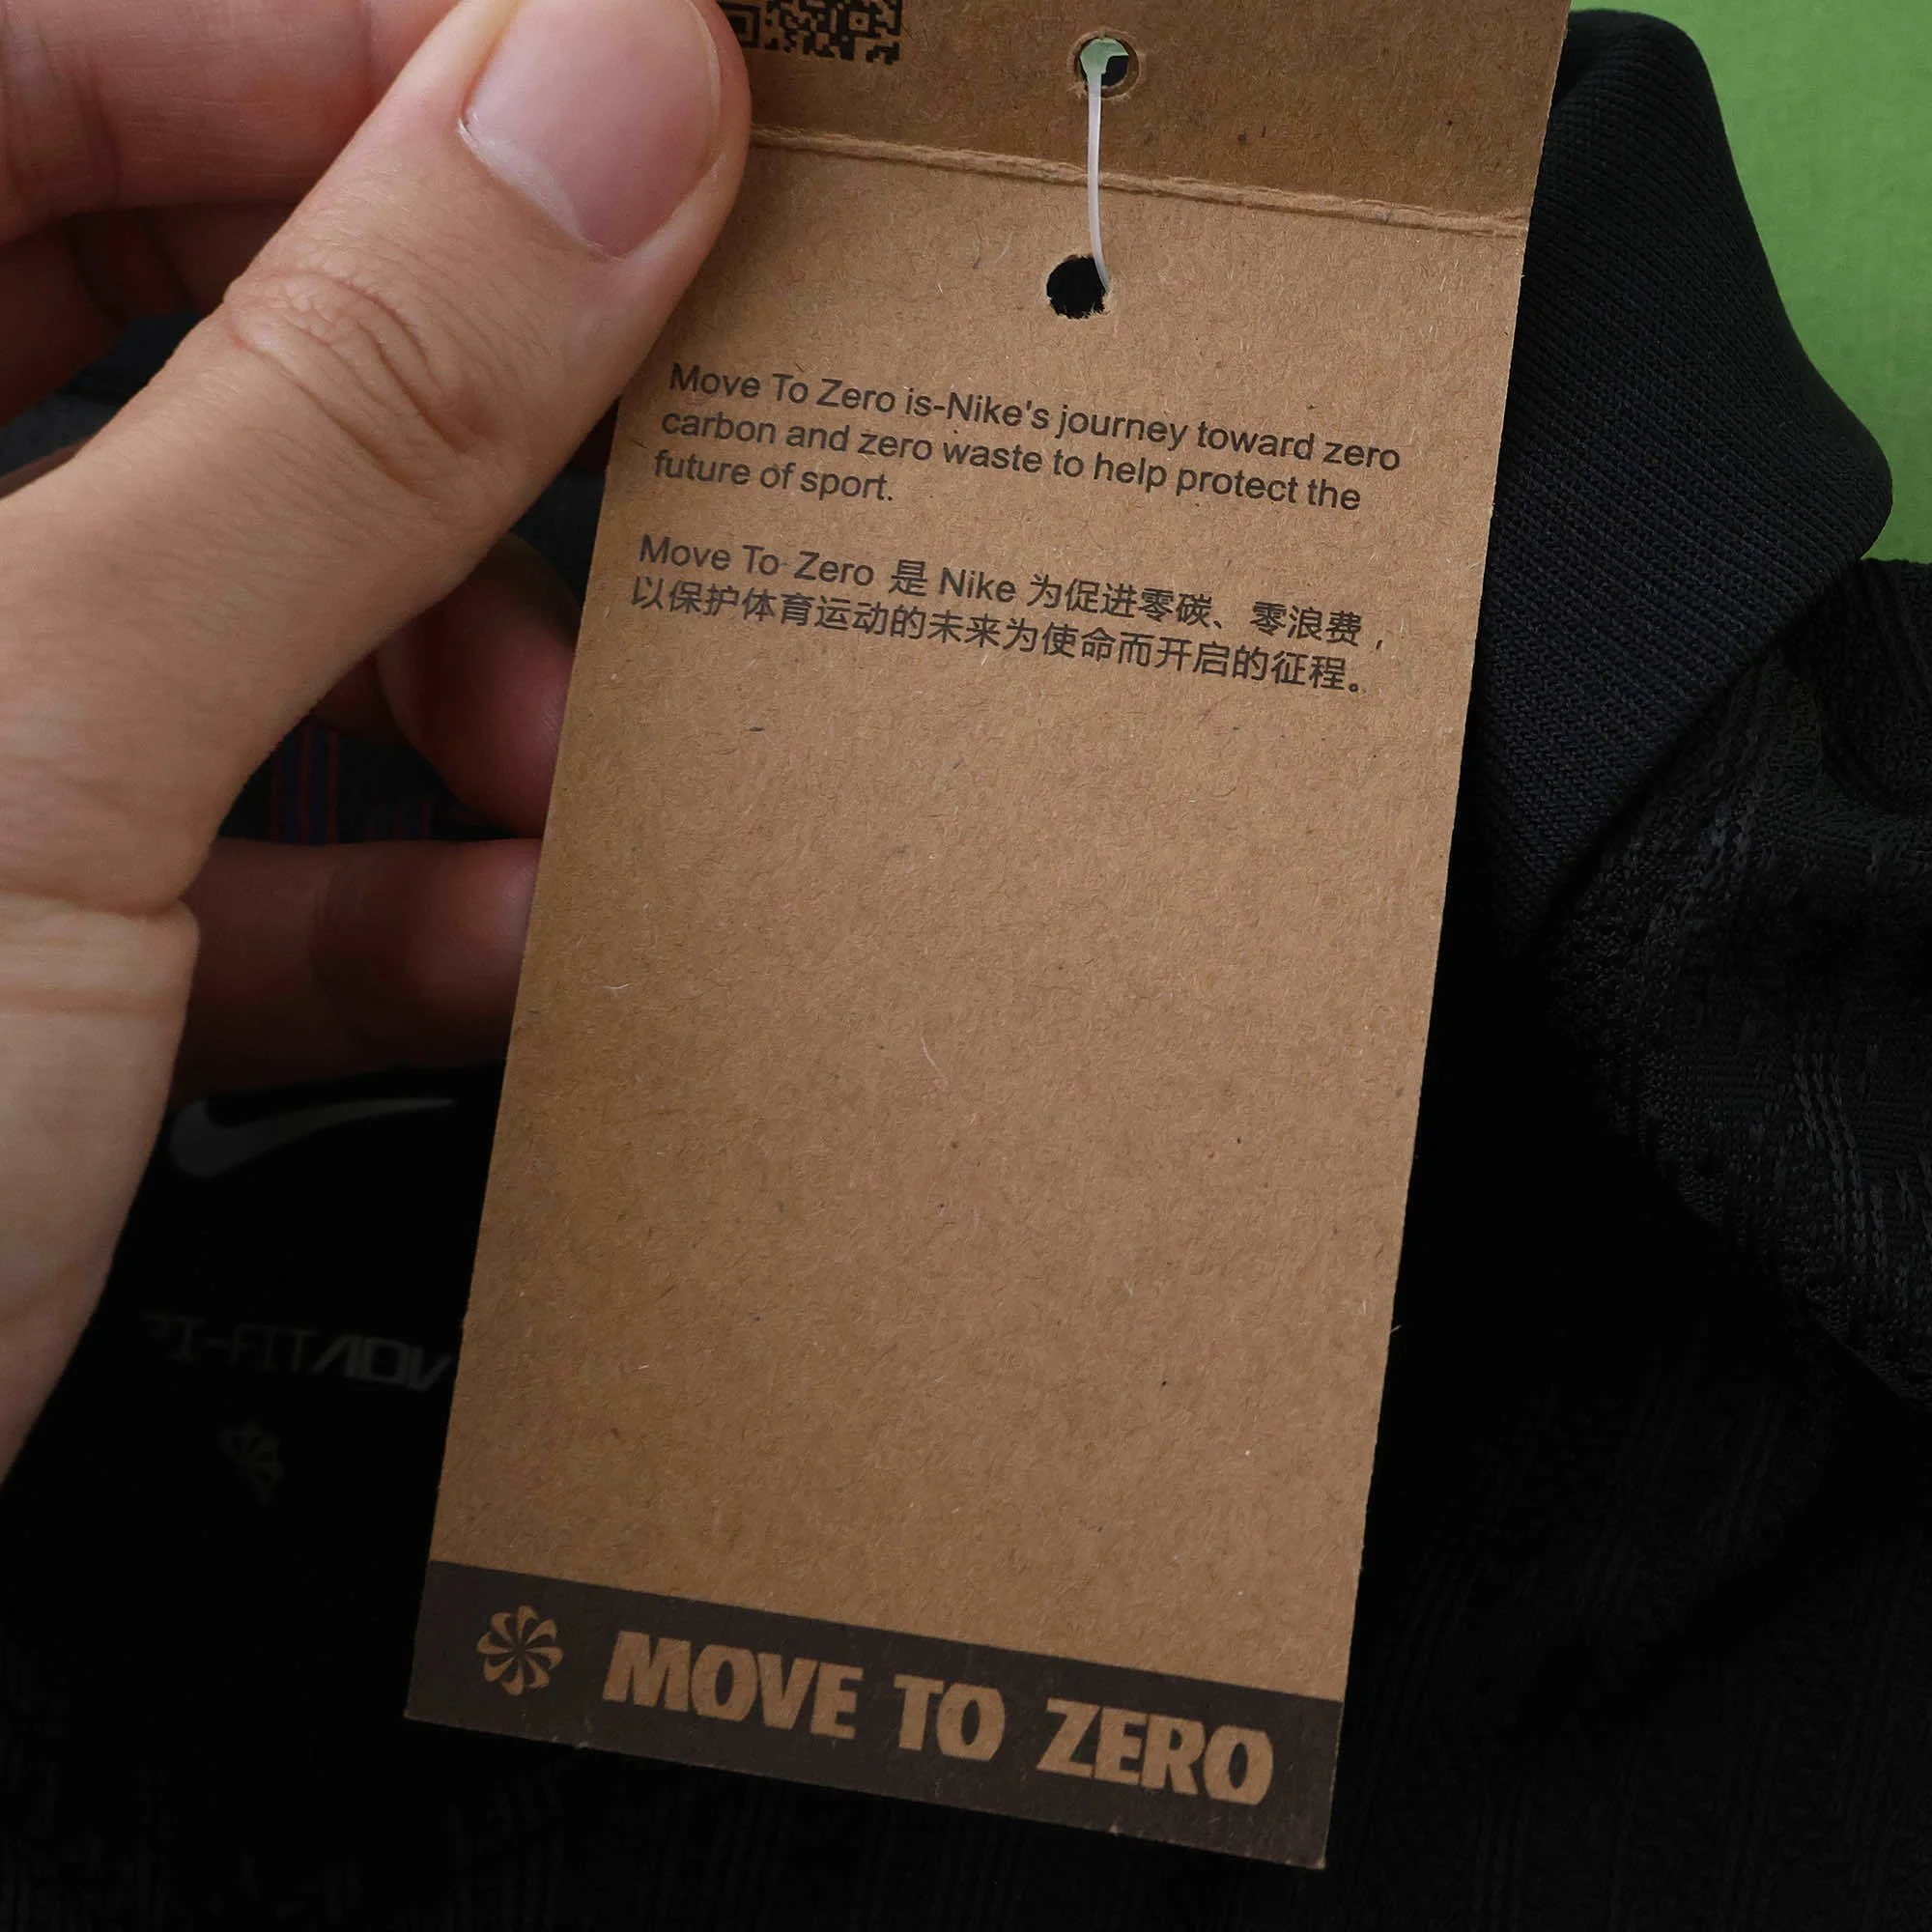 Move To Zero is-Nike's journey toward zero
carbon and zero waste to help protect the
future of sport.
Move To Zero 是 Nike 为促进零碳、零浪费，
以保护体育运动的未来为使命而开启的征程。
MOVE TO ZERO